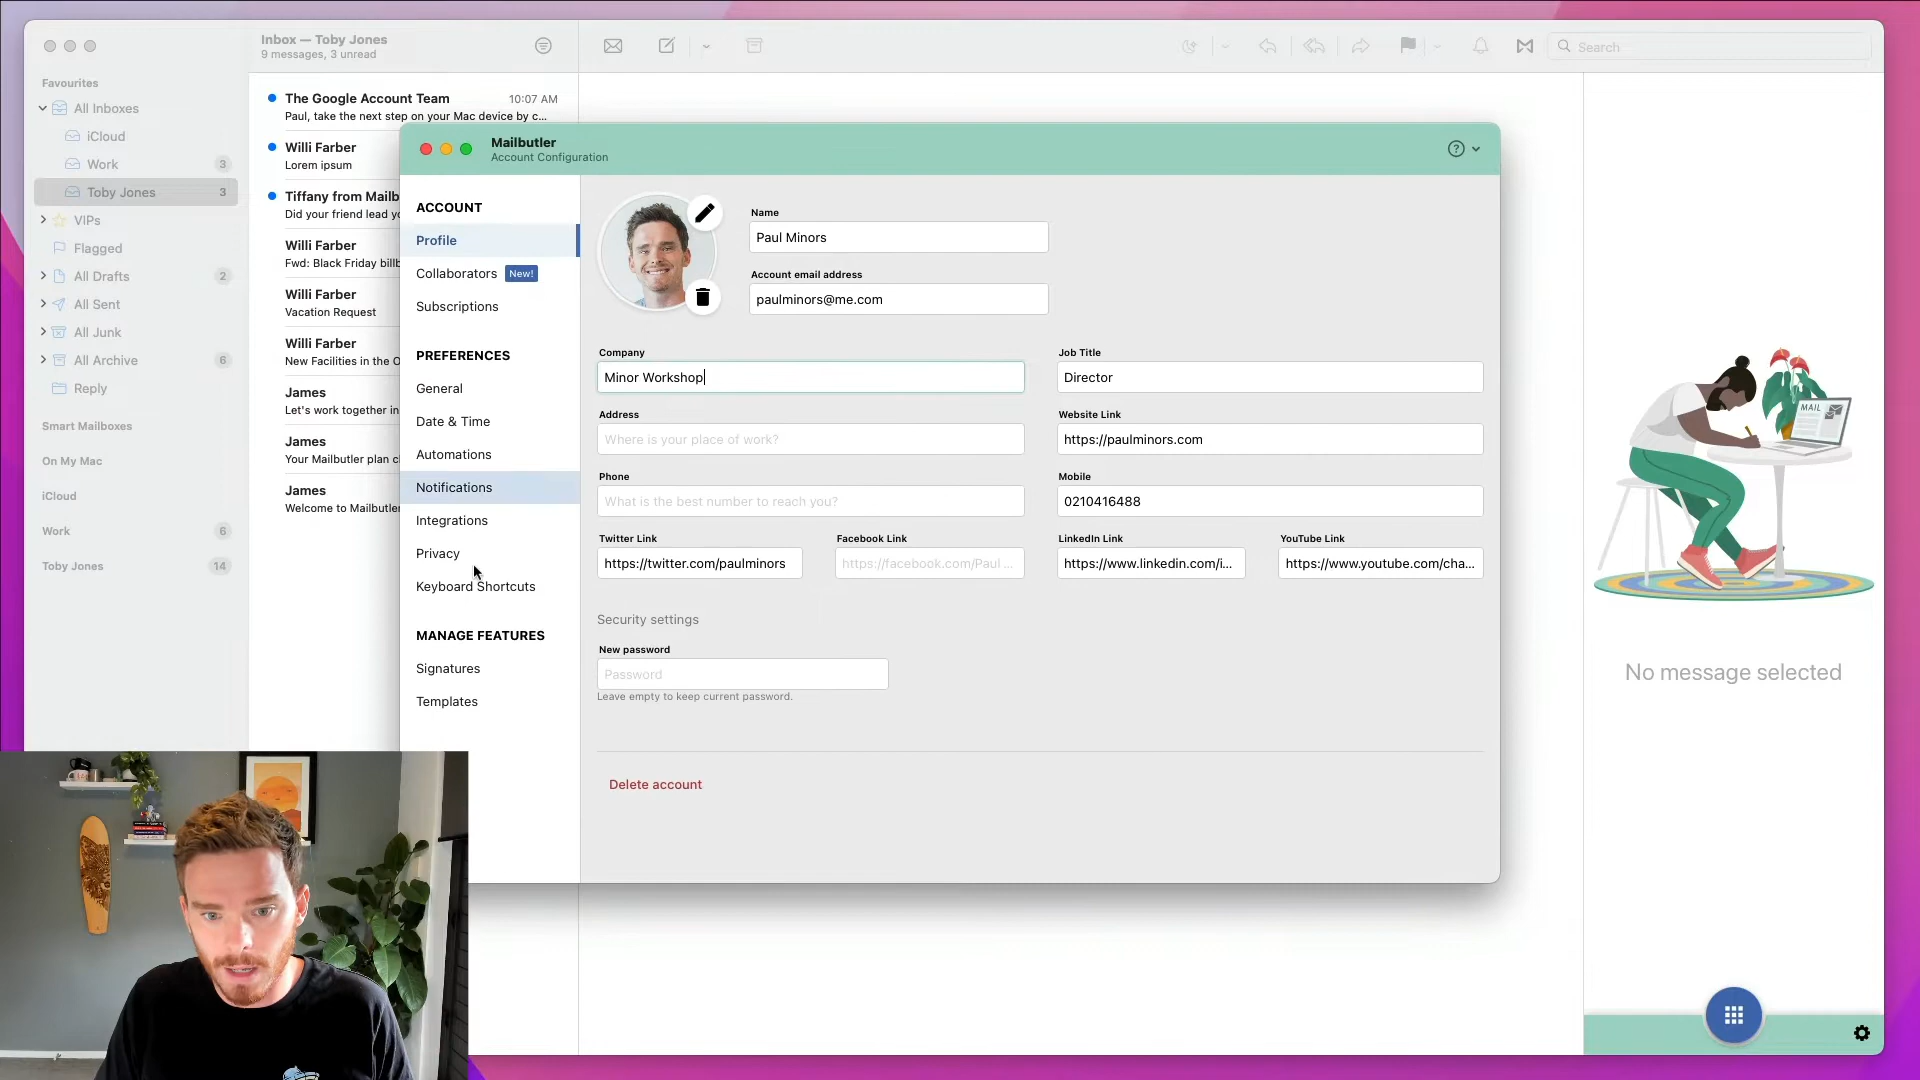 Inbox — Toby Jones
9 messages, 3 unread
Search
Favourites
All Inboxes
iCloud
Work 3
Toby Jones 3
VIPs
Flagged
All Drafts 2
All Sent
All Junk
All Archive 6
Reply
Smart Mailboxes
On My Mac
iCloud
Work 6
Toby Jones 14
The Google Account Team 10:07 AM
Paul, take the next step on your Mac device by c...
Willi Farber
Lorem ipsum
Tiffany from Mailb
Did your friend lead yo
Willi Farber
Fwd: Black Friday billb
Willi Farber
Vacation Request
Willi Farber
New Facilities in the O
James
Let's work together in
James
Your Mailbutler plan c
James
Welcome to Mailbutler
Mailbutler
Account Configuration
ACCOUNT
Profile
Collaborators New!
Subscriptions
PREFERENCES
General
Date & Time
Automations
Notifications
Integrations
Privacy
Keyboard Shortcuts
MANAGE FEATURES
Signatures
Templates
Name
Paul Minors
Account email address
paulminors@me.com
Company
Minor Workshop
Job Title
Director
Address
Where is your place of work?
Website Link
https://paulminors.com
Phone
What is the best number to reach you?
Mobile
0210416488
Twitter Link
https://twitter.com/paulminors
Facebook Link
https://facebook.com/Paul ...
LinkedIn Link
https://www.linkedin.com/i...
YouTube Link
https://www.youtube.com/cha...
Security settings
New password
Password
Leave empty to keep current password.
Delete account
MAIL
No message selected